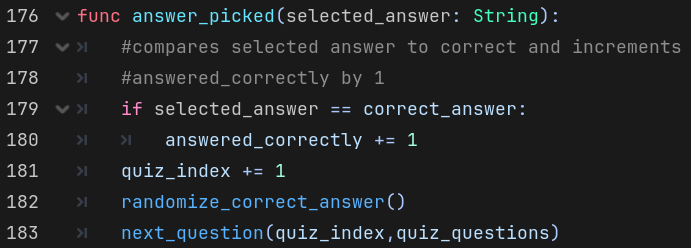 176 func answer_picked(selected_answer: String):
177 #compares selected answer to correct and increments
178 #answered_correctly by 1
179 if selected_answer == correct_answer:
180 answered_correctly += 1
181 quiz_index += 1
182 randomize_correct_answer()
183 next_question(quiz_index,quiz_questions)